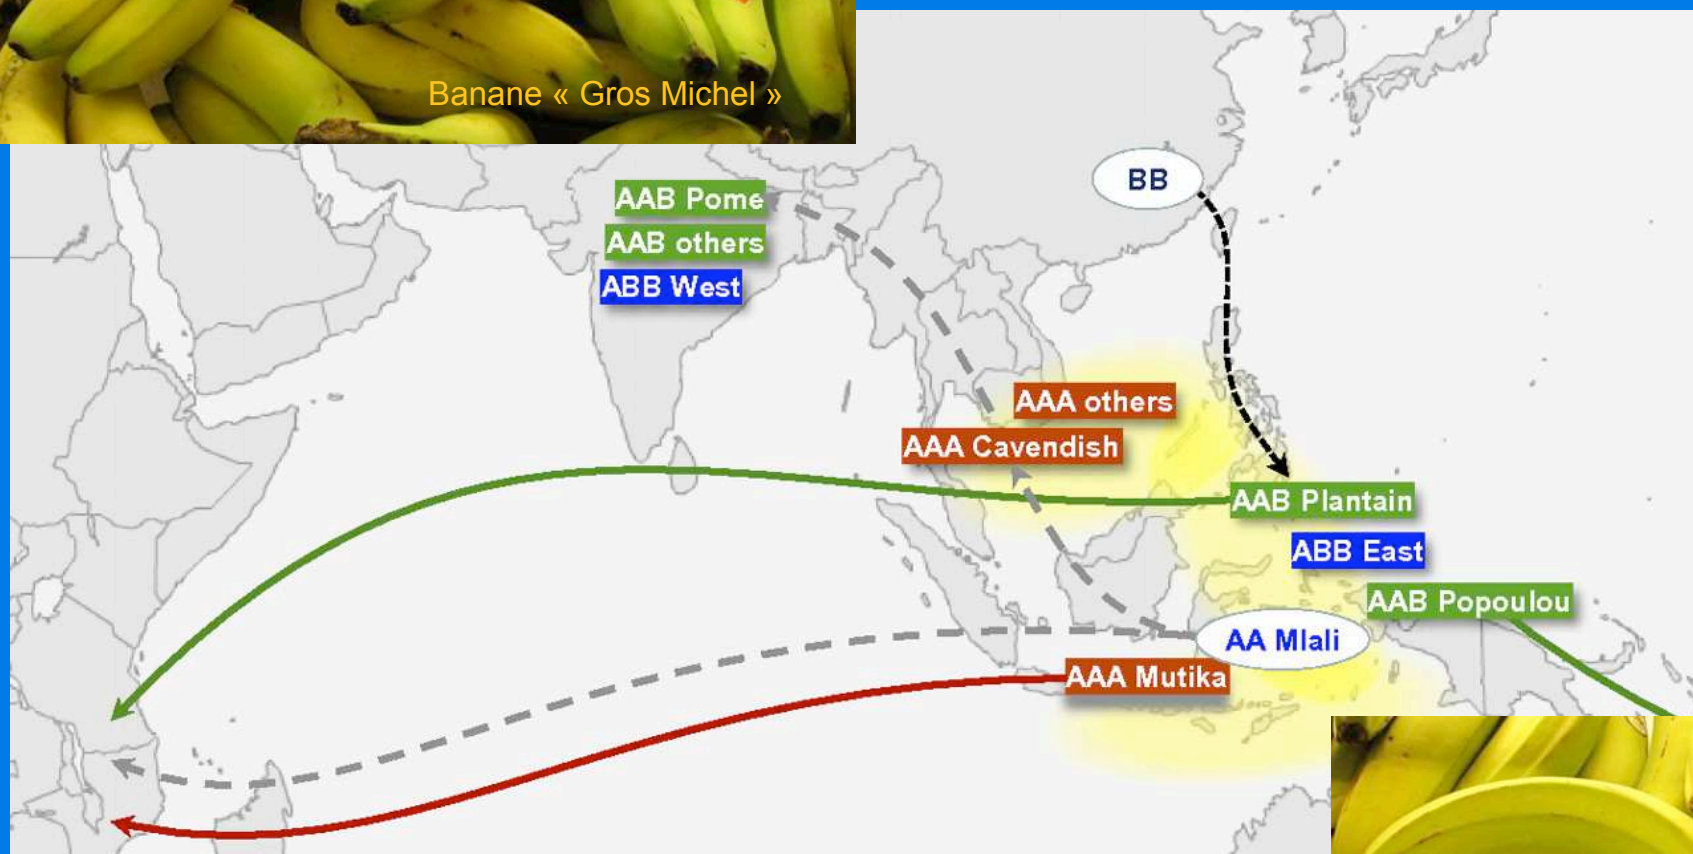 Banane « Gros Michel »
BB
AAB Pome
AAB others
ABB West
AAA others
AAA Cavendish
AAB Plantain
ABB East
AAB Popoulou
AA Mlali
AAA Mutika